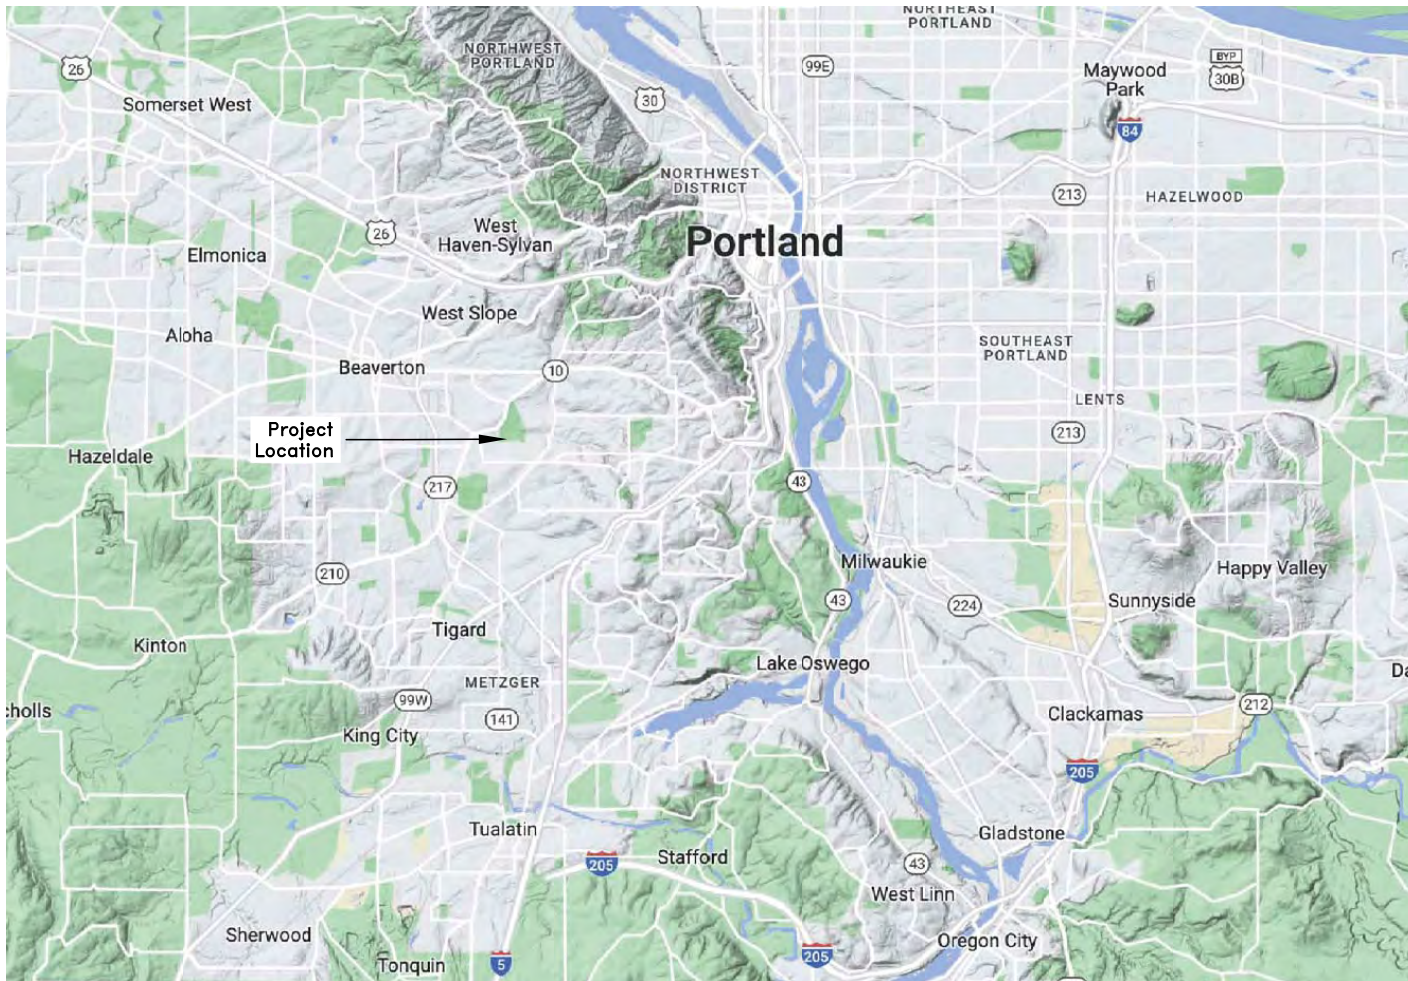 NORTHEAST
PORTLAND
NORTHWEST
PORTLAND
26
99E
BYP
30B
Maywood
Park
Somerset West
30
84
NORTHWEST
DISTRICT
213
HAZELWOOD
26
West
Haven-Sylvan
Portland
Elmonica
West Slope
Aloha
SOUTHEAST
PORTLAND
Beaverton
10
LENTS
Project
Location
213
Hazeldale
217
43
Milwaukie
210
Happy Valley
43
224
Sunnyside
Tigard
Kinton
Lake Oswego
Da
METZGER
99W
cholls
141
212
Clackamas
King City
205
Tualatin
Gladstone
205
Stafford
43
West Linn
Sherwood
Oregon City
205
Tonquin
5